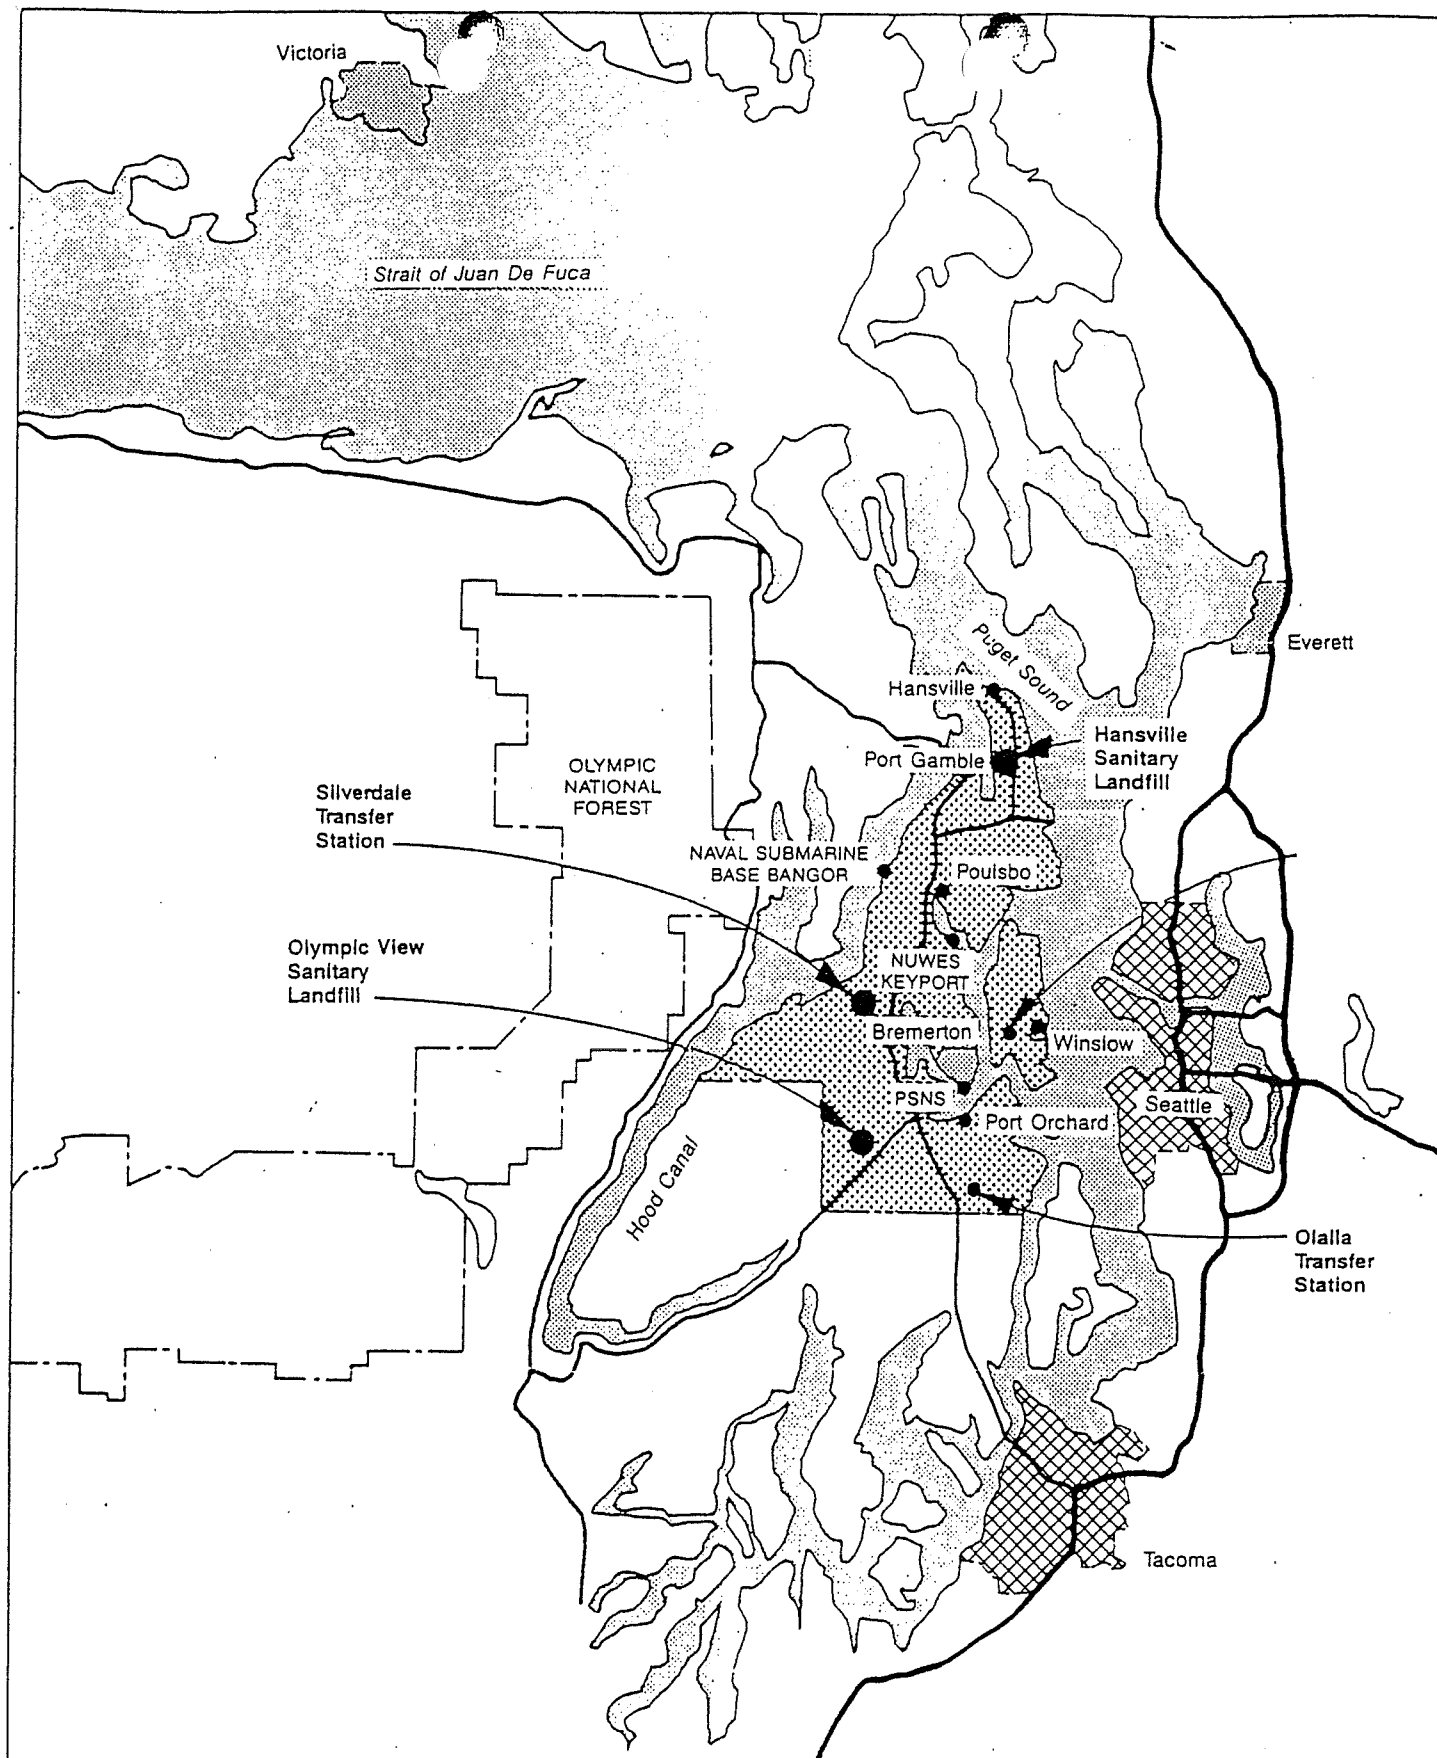 Victoria
Strait of Juan De Fuca
Puget Sound
Everett
Hansville
Hansville
Sanitary
Landfill
Port Gamble
OLYMPIC
NATIONAL
FOREST
Silverdale
Transfer
Station
NAVAL SUBMARINE
BASE BANGOR
Poulsbo
Olympic View
Sanitary
Landfill
NUWES
KEYPORT
Bremerton
Winslow
PSNS
Port Orchard
Seattle
Hood Canal
Olalla
Transfer
Station
Tacoma